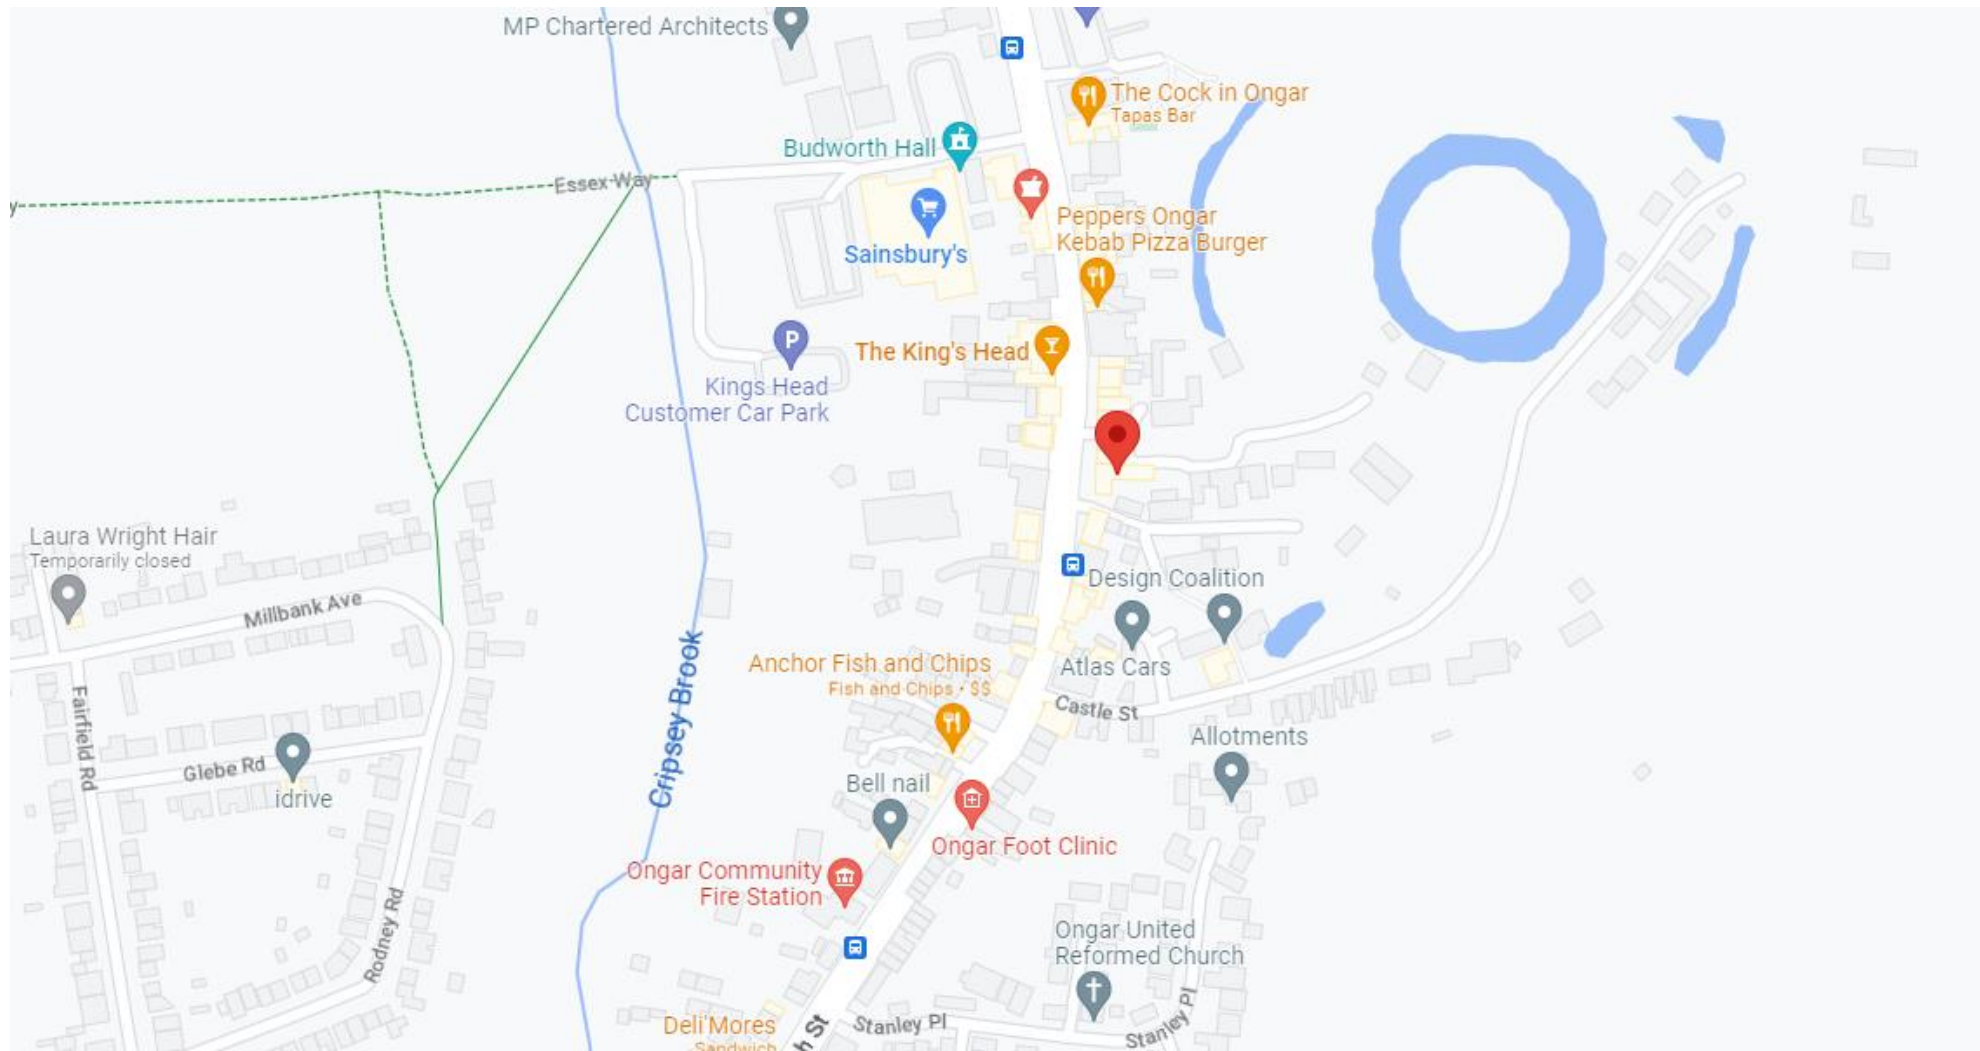 MP Chartered Architects
The Cock in Ongar
Tapas Bar
Budworth Hall
Essex Way
y
Peppers Ongar
Kebab Pizza Burger
Sainsbury's
P
The King's Head
Kings Head
Customer Car Park
Laura Wright Hair
Temporarily closed
Millbank Ave
Design Coalition
Cripsey Brook
Anchor Fish and Chips
Fish and Chips • $$
Atlas Cars
Castle St
Fairfield Rd
Glebe Rd
idrive
Allotments
Bell nail
Ongar Foot Clinic
Ongar Community
Fire Station
Rodney Rd
Ongar United
Reformed Church
Deli'Mores
Sandwich
h St
Stanley Pl
Stanley Pl